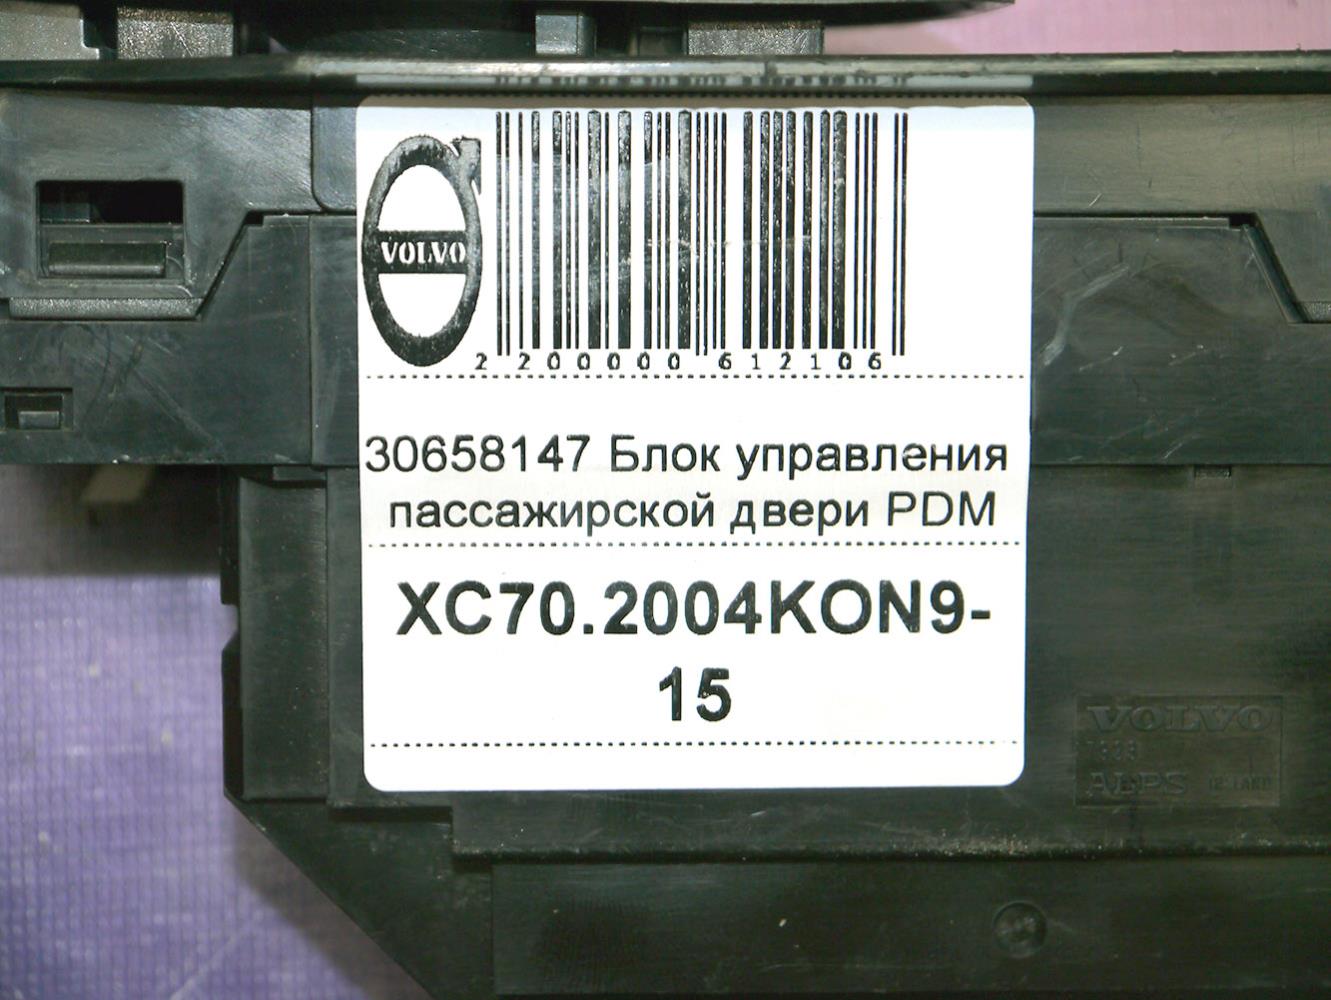 VOLVO
2 200000 612106
30658147 Блок управления
пассажирской двери PDM
XC70.2004KON9-
15
VOLVO
ALPS